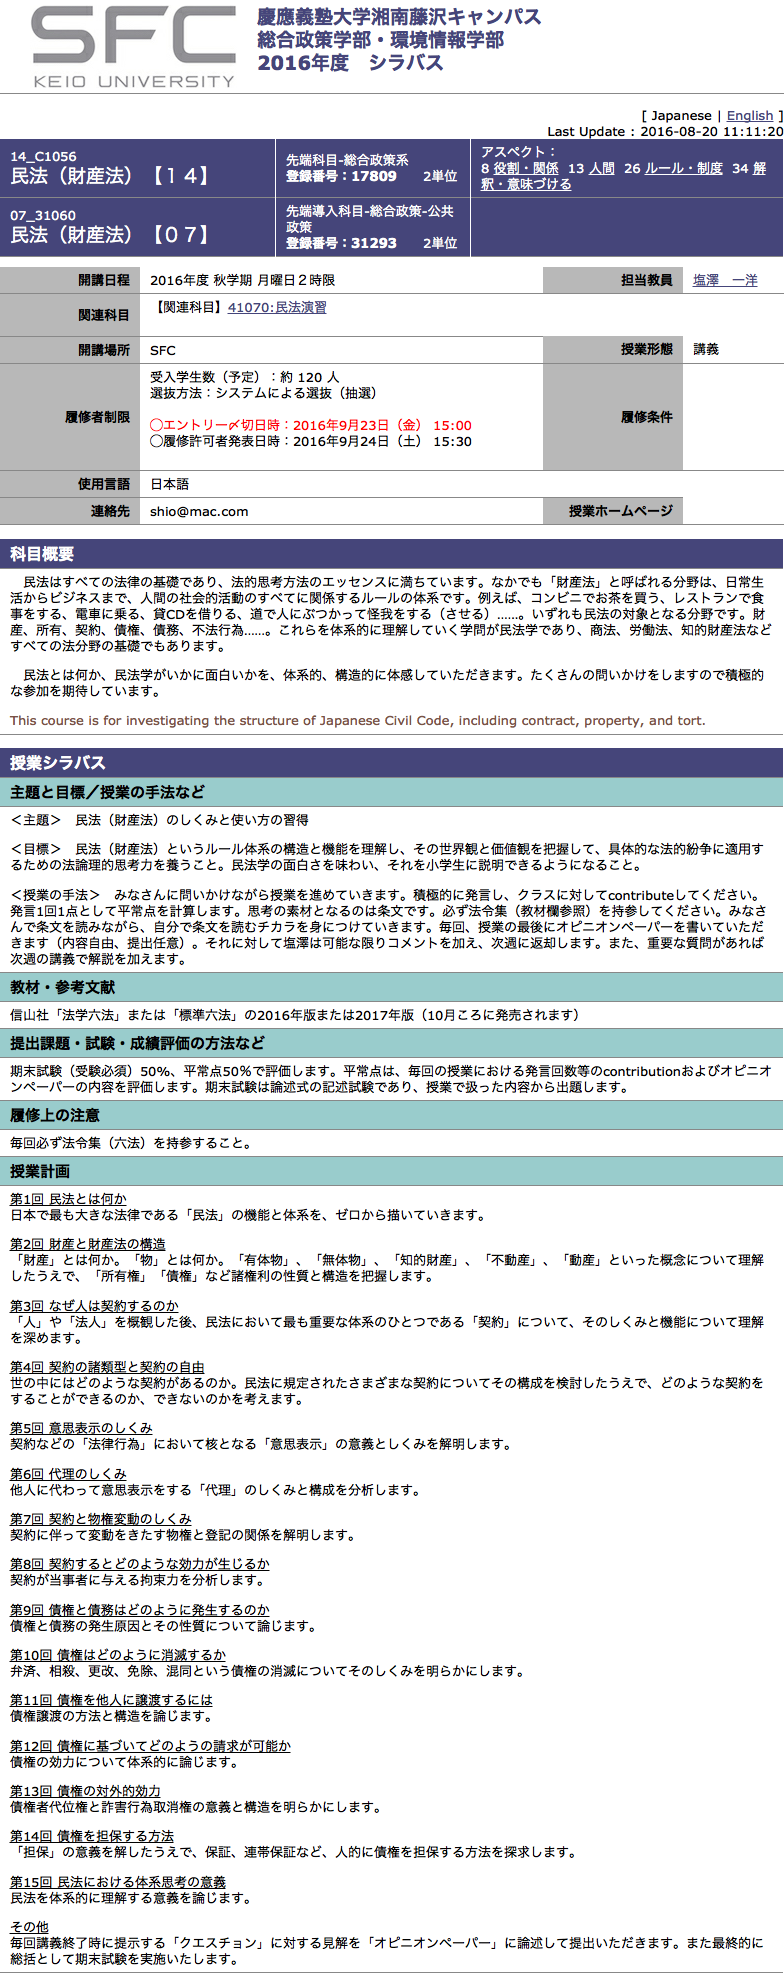 SFC
KEIO UNIVERSITY
慶應義塾大学湘南藤沢キャンパス
総合政策学部・環境情報学部
2016年度　シラバス
[ Japanese | English ]
Last Update : 2016-08-20 11:11:20
14_C1056
民法（財産法）【１４】
先端科目-総合政策系
登録番号：17809　2単位
アスペクト：
8 役割・関係 13 人間 26 ルール・制度 34 解
釈・意味づける
07_31060
民法（財産法）【０７】
先端導入科目-総合政策-公共
政策
登録番号：31293　2単位
開講日程 2016年度 秋学期 月曜日２時限 担当教員 塩澤　一洋
関連科目 【関連科目】41070:民法演習
開講場所 SFC 授業形態 講義
履修者制限
受入学生数（予定）：約 120 人
選抜方法：システムによる選抜（抽選）
◯エントリー〆切日時：2016年9月23日（金） 15:00
◯履修許可者発表日時：2016年9月24日（土） 15:30
履修条件
使用言語 日本語
連絡先 shio@mac.com 授業ホームページ
科目概要
　民法はすべての法律の基礎であり、法的思考方法のエッセンスに満ちています。なかでも「財産法」と呼ばれる分野は、日常生
活からビジネスまで、人間の社会的活動のすべてに関係するルールの体系です。例えば、コンビニでお茶を買う、レストランで食
事をする、電車に乗る、貸CDを借りる、道で人にぶつかって怪我をする（させる）……。いずれも民法の対象となる分野です。財
産、所有、契約、債権、債務、不法行為……。これらを体系的に理解していく学問が民法学であり、商法、労働法、知的財産法など
すべての法分野の基礎でもあります。
　民法とは何か、民法学がいかに面白いかを、体系的、構造的に体感していただきます。たくさんの問いかけをしますので積極的
な参加を期待しています。
This course is for investigating the structure of Japanese Civil Code, including contract, property, and tort.
授業シラバス
主題と目標／授業の手法など
＜主題＞　民法（財産法）のしくみと使い方の習得
＜目標＞　民法（財産法）というルール体系の構造と機能を理解し、その世界観と価値観を把握して、具体的な法的紛争に適用す
るための法論理的思考力を養うこと。民法学の面白さを味わい、それを小学生に説明できるようになること。
＜授業の手法＞　みなさんに問いかけながら授業を進めていきます。積極的に発言し、クラスに対してcontributeしてください。
発言1回1点として平常点を計算します。思考の素材となるのは条文です。必ず法令集（教材欄参照）を持参してください。みなさ
んで条文を読みながら、自分で条文を読むチカラを身につけていきます。毎回、授業の最後にオピニオンペーパーを書いていただ
きます（内容自由、提出任意）。それに対して塩澤は可能な限りコメントを加え、次週に返却します。また、重要な質問があれば
次週の講義で解説を加えます。
教材・参考文献
信山社「法学六法」または「標準六法」の2016年版または2017年版（10月ころに発売されます）
提出課題・試験・成績評価の方法など
期末試験（受験必須）50%、平常点50％で評価します。平常点は、毎回の授業における発言回数等のcontributionおよびオピニオ
ンペーパーの内容を評価します。期末試験は論述式の記述試験であり、授業で扱った内容から出題します。
履修上の注意
毎回必ず法令集（六法）を持参すること。
授業計画
第1回 民法とは何か
日本で最も大きな法律である「民法」の機能と体系を、ゼロから描いていきます。
第2回 財産と財産法の構造
「財産」とは何か。「物」とは何か。「有体物」、「無体物」、「知的財産」、「不動産」、「動産」といった概念について理解
したうえで、「所有権」「債権」など諸権利の性質と構造を把握します。
第3回 なぜ人は契約するのか
「人」や「法人」を概観した後、民法において最も重要な体系のひとつである「契約」について、そのしくみと機能について理解
を深めます。
第4回 契約の諸類型と契約の自由
世の中にはどのような契約があるのか。民法に規定されたさまざまな契約についてその構成を検討したうえで、どのような契約を
することができるのか、できないのかを考えます。
第5回 意思表示のしくみ
契約などの「法律行為」において核となる「意思表示」の意義としくみを解明します。
第6回 代理のしくみ
他人に代わって意思表示をする「代理」のしくみと構成を分析します。
第7回 契約と物権変動のしくみ
契約に伴って変動をきたす物権と登記の関係を解明します。
第8回 契約するとどのような効力が生じるか
契約が当事者に与える拘束力を分析します。
第9回 債権と債務はどのように発生するのか
債権と債務の発生原因とその性質について論じます。
第10回 債権はどのように消滅するか
弁済、相殺、更改、免除、混同という債権の消滅についてそのしくみを明らかにします。
第11回 債権を他人に譲渡するには
債権譲渡の方法と構造を論じます。
第12回 債権に基づいてどのようの請求が可能か
債権の効力について体系的に論じます。
第13回 債権の対外的効力
債権者代位権と詐害行為取消権の意義と構造を明らかにします。
第14回 債権を担保する方法
「担保」の意義を解したうえで、保証、連帯保証など、人的に債権を担保する方法を探求します。
第15回 民法における体系思考の意義
民法を体系的に理解する意義を論じます。
その他
毎回講義終了時に提示する「クエスチョン」に対する見解を「オピニオンペーパー」に論述して提出いただきます。また最終的に
総括として期末試験を実施いたします。